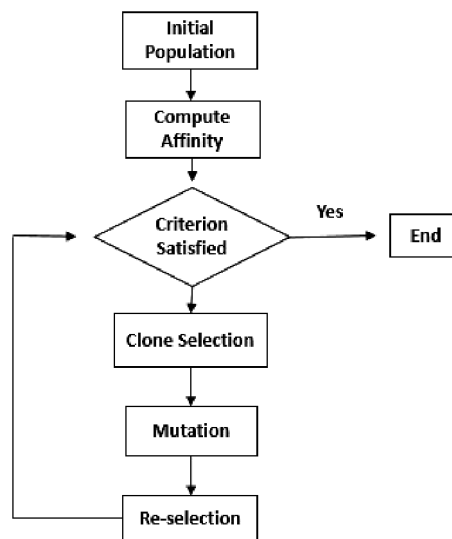 Initial
Population
Compute
Affinity
Criterion
Satisfied
Yes
End
Clone Selection
Mutation
Re-selection